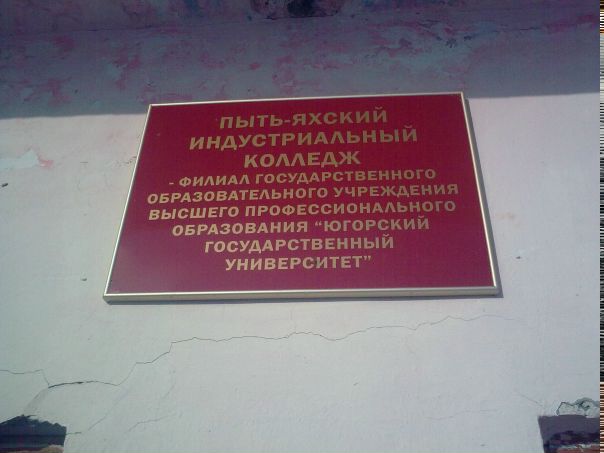 ПЫТЬ-ЯХСКИЙ
ИНДУСТРИАЛЬНЫЙ
КОЛЛЕДЖ
- ФИЛИАЛ ГОСУДАРСТВЕННОГО
ОБРАЗОВАТЕЛЬНОГО УЧРЕЖДЕНИЯ
ВЫСШЕГО ПРОФЕССИОНАЛЬНОГО
ОБРАЗОВАНИЯ “ЮГОРСКИЙ
ГОСУДАРСТВЕННЫЙ
УНИВЕРСИТЕТ”